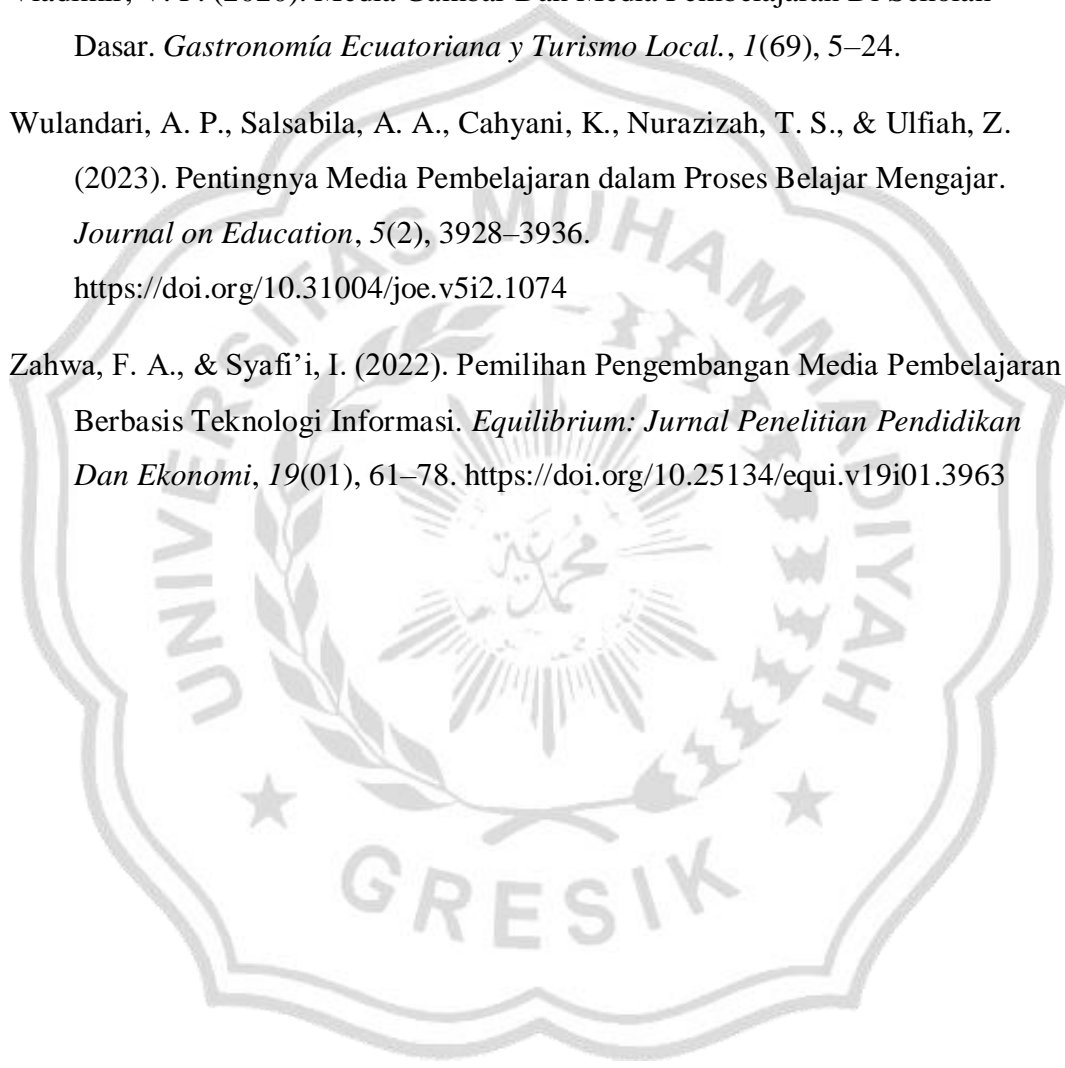 Dasar. Gastronomía Ecuatoriana y Turismo Local., 1(69), 5–24.
Wulandari, A. P., Salsabila, A. A., Cahyani, K., Nurazizah, T. S., & Ulfiah, Z.
(2023). Pentingnya Media Pembelajaran dalam Proses Belajar Mengajar.
Journal on Education, 5(2), 3928–3936.
https://doi.org/10.31004/joe.v5i2.1074
Zahwa, F. A., & Syafi’i, I. (2022). Pemilihan Pengembangan Media Pembelajaran
Berbasis Teknologi Informasi. Equilibrium: Jurnal Penelitian Pendidikan
Dan Ekonomi, 19(01), 61–78. https://doi.org/10.25134/equi.v19i01.3963
UNIVERSITAS MUHAMMADIYAH
محمد
GRESIK